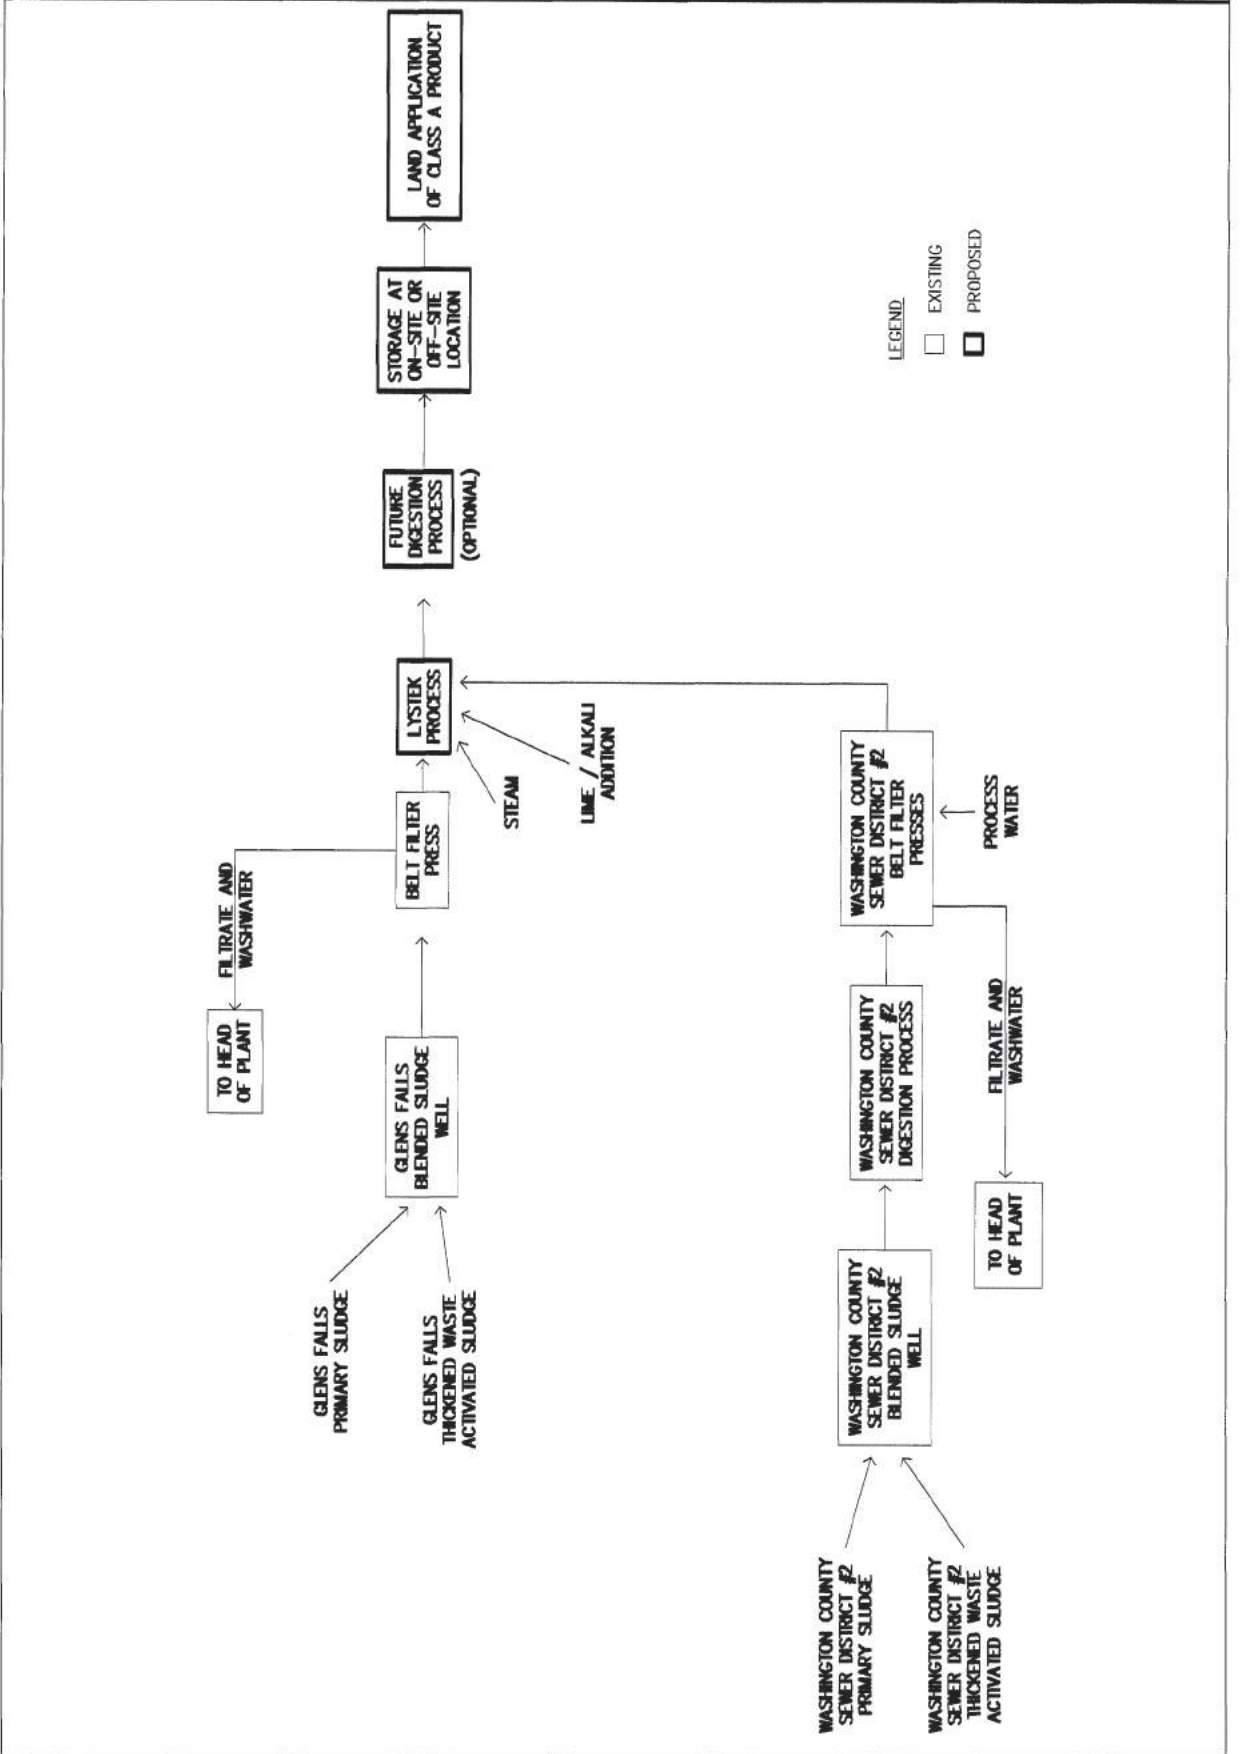 TO HEAD
OF PLANT
FILTRATE AND
WASHWATER
GLENS FALLS
PRIMARY SLUDGE
GLENS FALLS
THICKENED WASTE
ACTIVATED SLUDGE
GLENS FALLS
BLENDED SLUDGE
WELL
BELT FILTER
PRESS
LYSTEK
PROCESS
FUTURE
DIGESTION
PROCESS
(OPTIONAL)
STORAGE AT
ON-SITE OR
OFF-SITE
LOCATION
LAND APPLICATION
OF CLASS A PRODUCT
STEAM
LIME / ALKALI
ADDITION
WASHINGTON COUNTY
SEWER DISTRICT #2
PRIMARY SLUDGE
WASHINGTON COUNTY
SEWER DISTRICT #2
THICKENED WASTE
ACTIVATED SLUDGE
WASHINGTON COUNTY
SEWER DISTRICT #2
BLENDED SLUDGE
WELL
WASHINGTON COUNTY
SEWER DISTRICT #2
DIGESTION PROCESS
WASHINGTON COUNTY
SEWER DISTRICT #2
BELT FILTER
PRESSES
PROCESS
WATER
TO HEAD
OF PLANT
FILTRATE AND
WASHWATER
LEGEND
EXISTING
PROPOSED